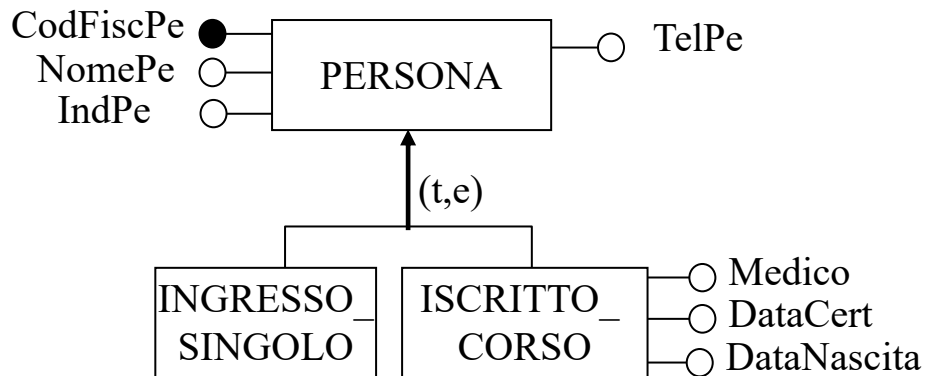 CodFiscPe
NomePe
IndPe
PERSONA
TelPe
(t,e)
INGRESSO_
SINGOLO
ISCRITTO_
CORSO
Medico
DataCert
DataNascita